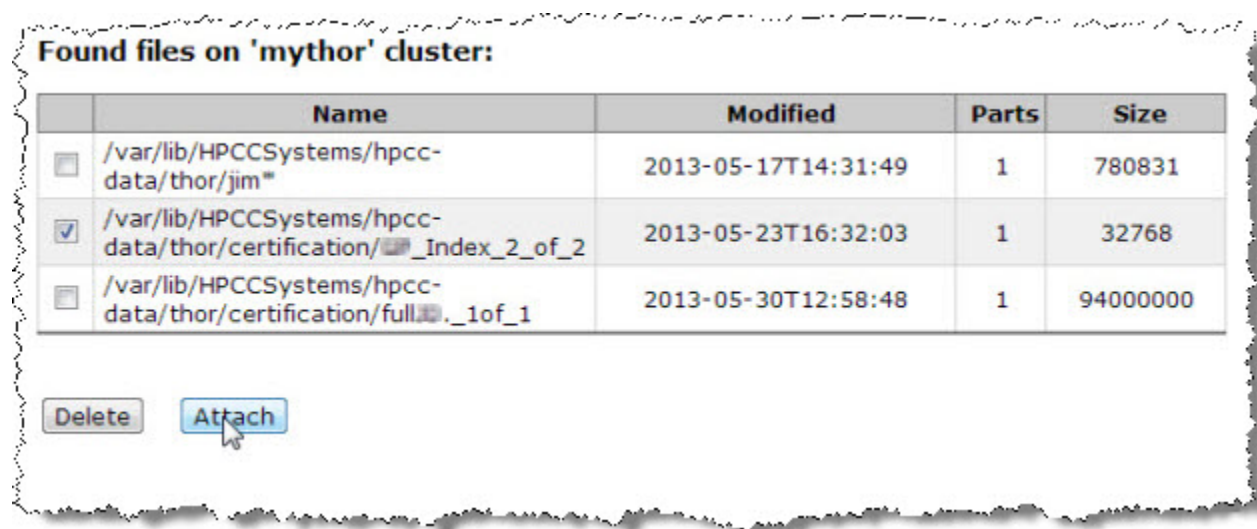 Found files on 'mythor' cluster:
Name Modified Parts Size
/var/lib/HPCCSystems/hpcc-
data/thor/jim* 2013-05-17T14:31:49 1 780831
/var/lib/HPCCSystems/hpcc-
data/thor/certification/ _Index_2_of_2 2013-05-23T16:32:03 1 32768
/var/lib/HPCCSystems/hpcc-
data/thor/certification/full ._1of_1 2013-05-30T12:58:48 1 94000000
Delete Attach